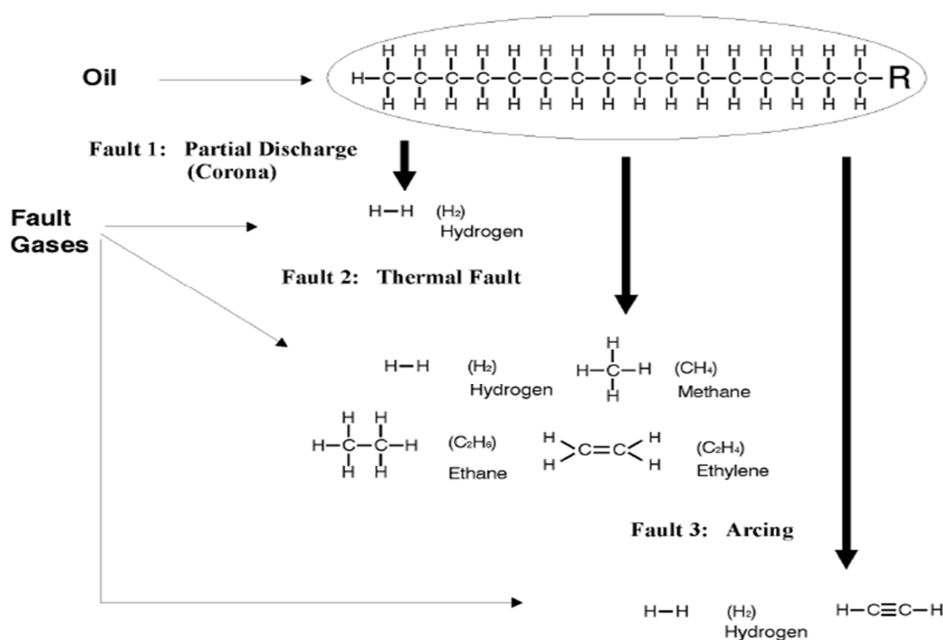 H H H H H H H H H H H H H H H H
Oil H–C–C–C–C–C–C–C–C–C–C–C–C–C–C–C–C–R
H H H H H H H H H H H H H H H H
Fault 1: Partial Discharge
(Corona)
H–H (H₂)
Hydrogen
Fault
Gases
Fault 2: Thermal Fault
H
H–H (H₂) H–C–H (CH₄)
H
Hydrogen Methane
H H
H–C–C–H (C₂H₆)
H H
Ethane
H H
C=C (C₂H₄)
H H
Ethylene
Fault 3: Arcing
H–H (H₂) H–C≡C–H
Hydrogen